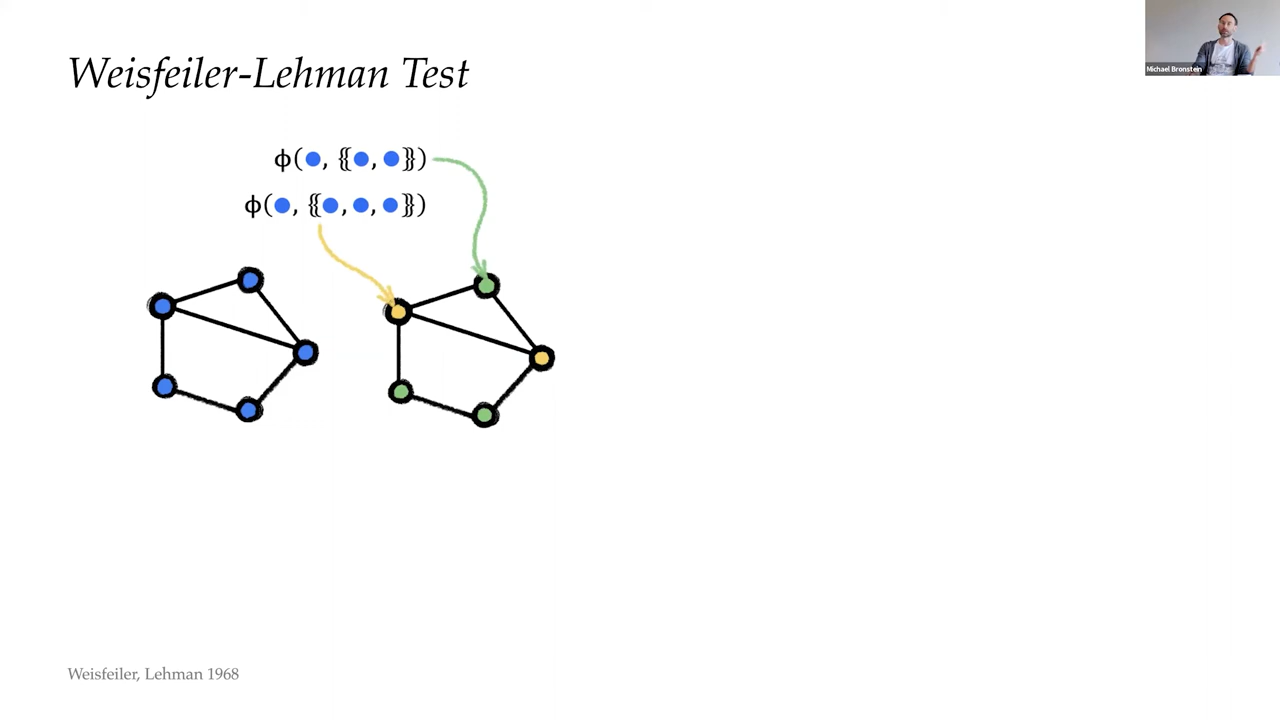 Weisfeiler-Lehman Test
Michael Bronstein
ϕ(●, {{●, ●}})
ϕ(●, {{●, ●, ●}})
Weisfeiler, Lehman 1968